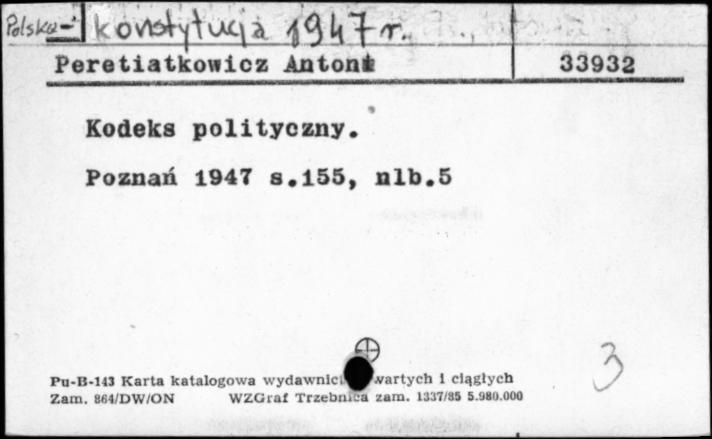 Polska - konstytucja 1947 r.
Peretiatkowicz Antoni 33932
Kodeks polityczny.
Poznań 1947 s.155, nlb.5
3
Pu-B-143 Karta katalogowa wartych i ciągłych
Zam. 864/DW/ON WZGraf Trzebnica zam. 1337/85 5.980.000